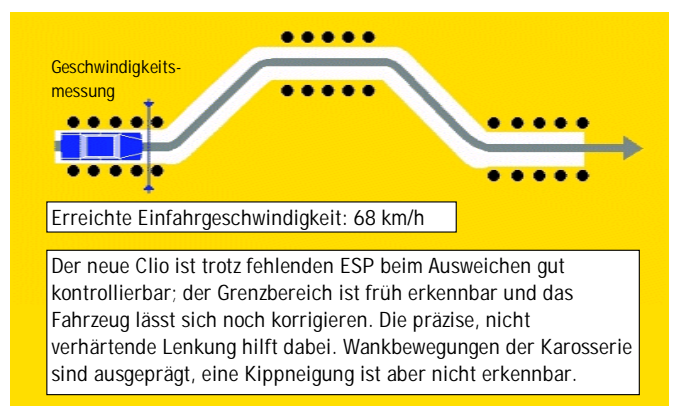 Geschwindigkeits-
messung
Erreichte Einfahrgeschwindigkeit: 68 km/h
Der neue Clio ist trotz fehlenden ESP beim Ausweichen gut
kontrollierbar; der Grenzbereich ist früh erkennbar und das
Fahrzeug lässt sich noch korrigieren. Die präzise, nicht
verhärtende Lenkung hilft dabei. Wankbewegungen der Karosserie
sind ausgeprägt, eine Kippneigung ist aber nicht erkennbar.